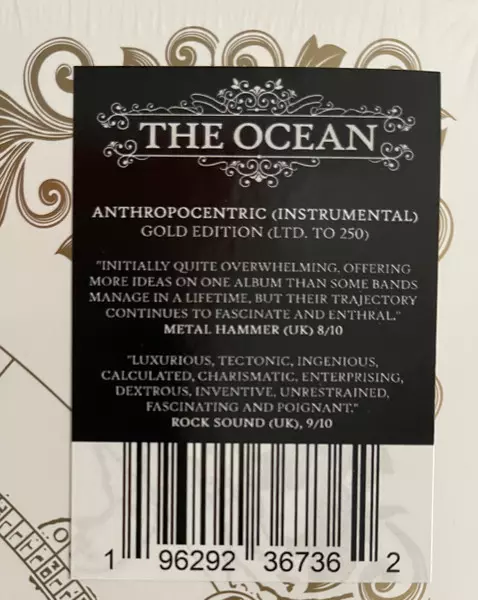 THE OCEAN
ANTHROPOCENTRIC (INSTRUMENTAL)
GOLD EDITION (LTD. TO 250)
"INITIALLY QUITE OVERWHELMING, OFFERING
MORE IDEAS ON ONE ALBUM THAN SOME BANDS
MANAGE IN A LIFETIME, BUT THEIR TRAJECTORY
CONTINUES TO FASCINATE AND ENTHRAL."
METAL HAMMER (UK) 8/10
"LUXURIOUS, TECTONIC, INGENIOUS,
CALCULATED, CHARISMATIC, ENTERPRISING,
DEXTROUS, INVENTIVE, UNRESTRAINED,
FASCINATING AND POIGNANT."
ROCK SOUND (UK), 9/10
1 96292 36736 2